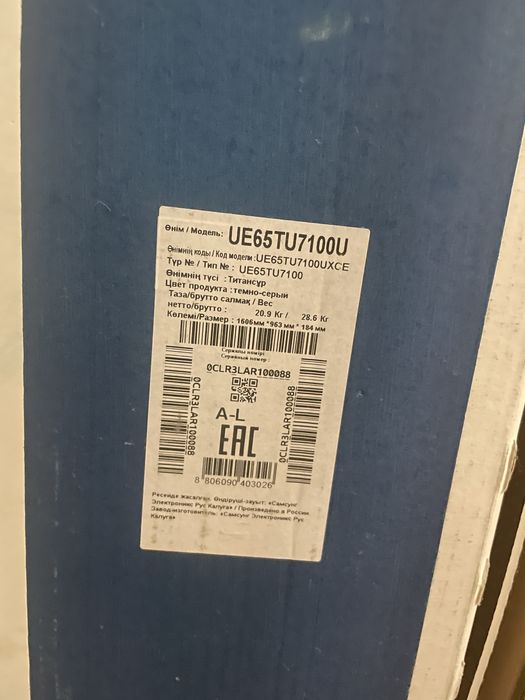 Өнім / Модель: UE65TU7100U
Өнімнің коды / Код модели :UE65TU7100UXCE
Түр № / Тип № : UE65TU7100
Өнімнің түсі :Титансұр
Цвет продукта :темно-серый
Таза/брутто салмақ / Вес
нетто/брутто : 20.9 Кг / 28.6 Кг
Көлемі/Размер : 1606мм *963 мм * 184 мм
Сериялы нөмірі
Серийный номер :
0CLR3LAR100088
0CLR3LAR100088
0CLR3LAR100088
A-L
EAC
8 806090 403026
Ресейде жасалған. Өндіруші-зауыт: «Самсунг
Электроникс Рус Калуга» / Произведено в России.
Завод-изготовитель: «Самсунг Электроникс Рус
Калуга»